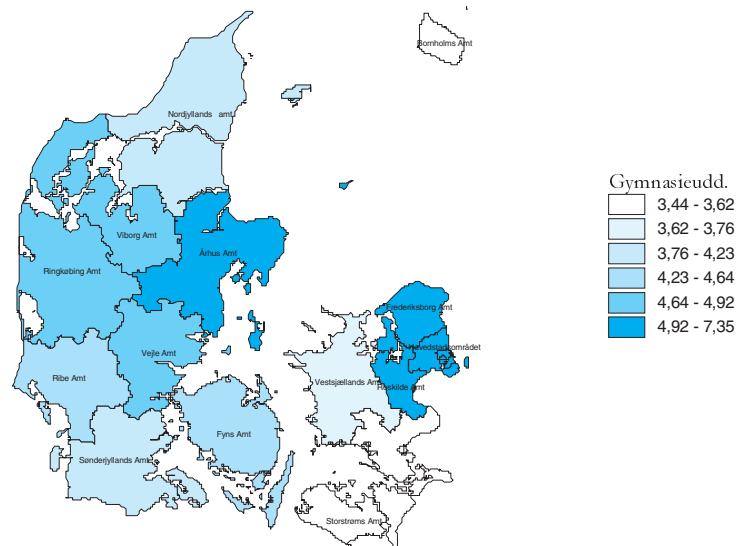 Bornholms Amt
Nordjyllands amt
Gymnasieudd.
3,44 - 3,62
3,62 - 3,76
3,76 - 4,23
4,23 - 4,64
4,64 - 4,92
4,92 - 7,35
Viborg Amt
Århus Amt
Ringkøbing Amt
Frederiksborg Amt
Hovedstadsområdet
Vejle Amt
Ribe Amt
Vestsjællands Amt
Roskilde Amt
Fyns Amt
Sønderjyllands Amt
Storstrøms Amt